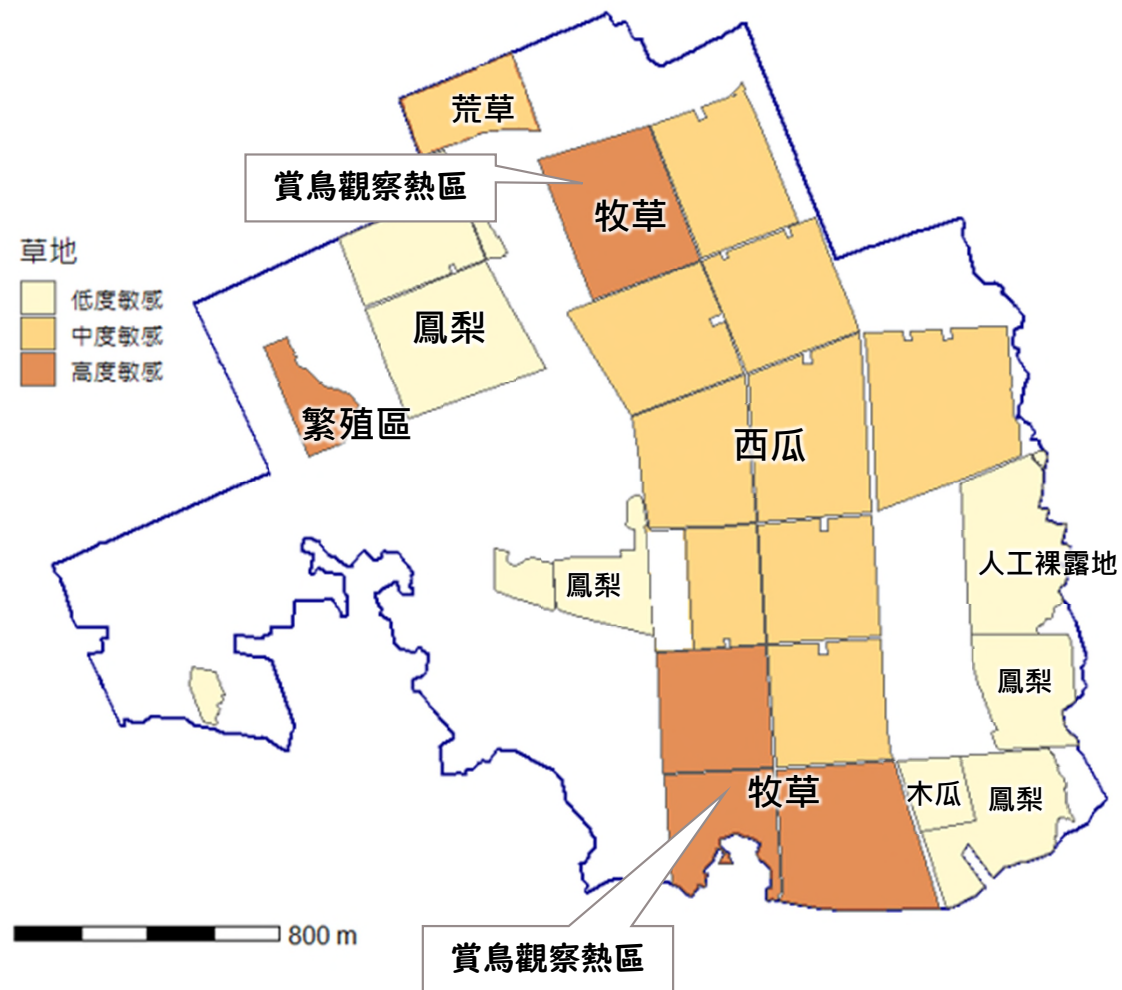 荒草
賞鳥觀察熱區
牧草
草地
低度敏感
中度敏感
高度敏感
鳳梨
繁殖區
西瓜
鳳梨
人工裸露地
鳳梨
牧草
木瓜
鳳梨
800 m
賞鳥觀察熱區